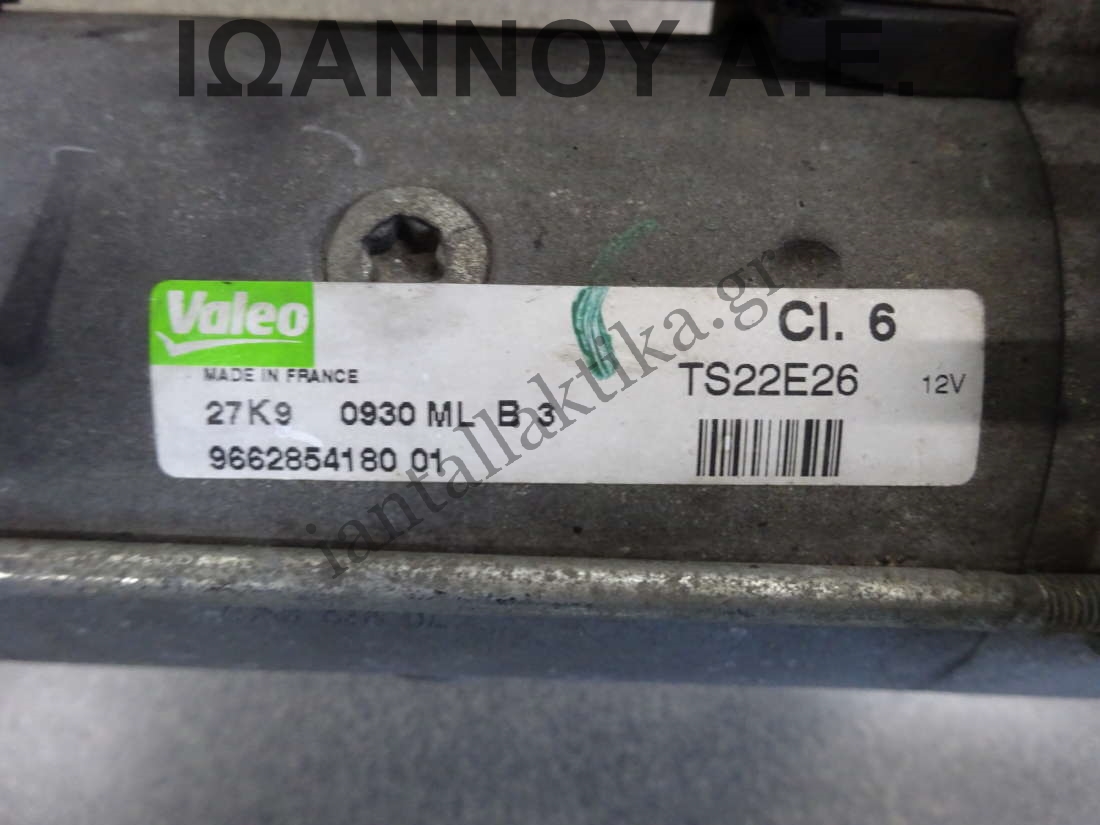 ΙΩΑΝΝΟΥ Α.Ε.
Valeo
Cl. 6
MADE IN FRANCE
TS22E26 12V
27K9 0930 ML B 3
9662854180 01
iantallaktika.gr